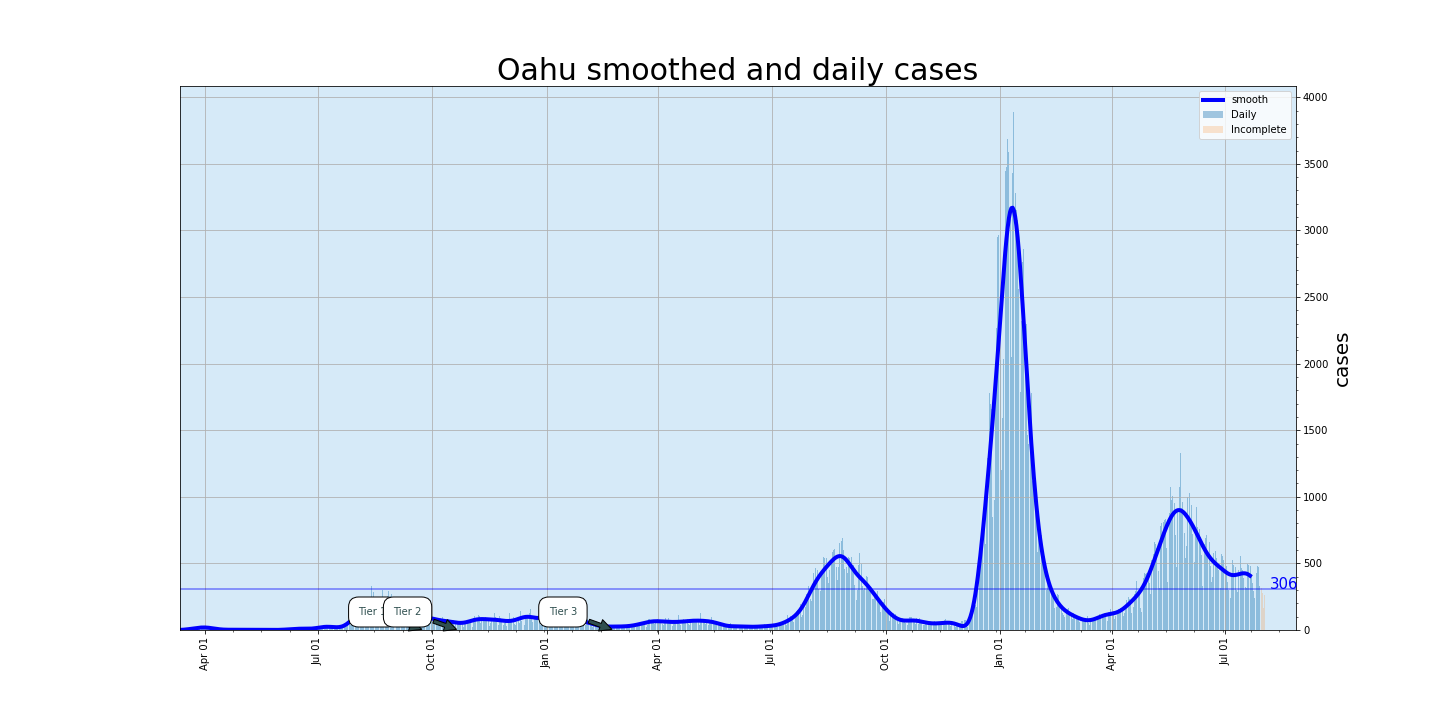 Oahu smoothed and daily cases
smooth
Daily
Incomplete
4000
3500
3000
2500
2000
1500
1000
500
0
cases
306
Tier
Tier 2
Tier 3
Apr 01
Jul 01
Oct 01
Jan 01
Apr 01
Jul 01
Oct 01
Jan 01
Apr 01
Jul 01